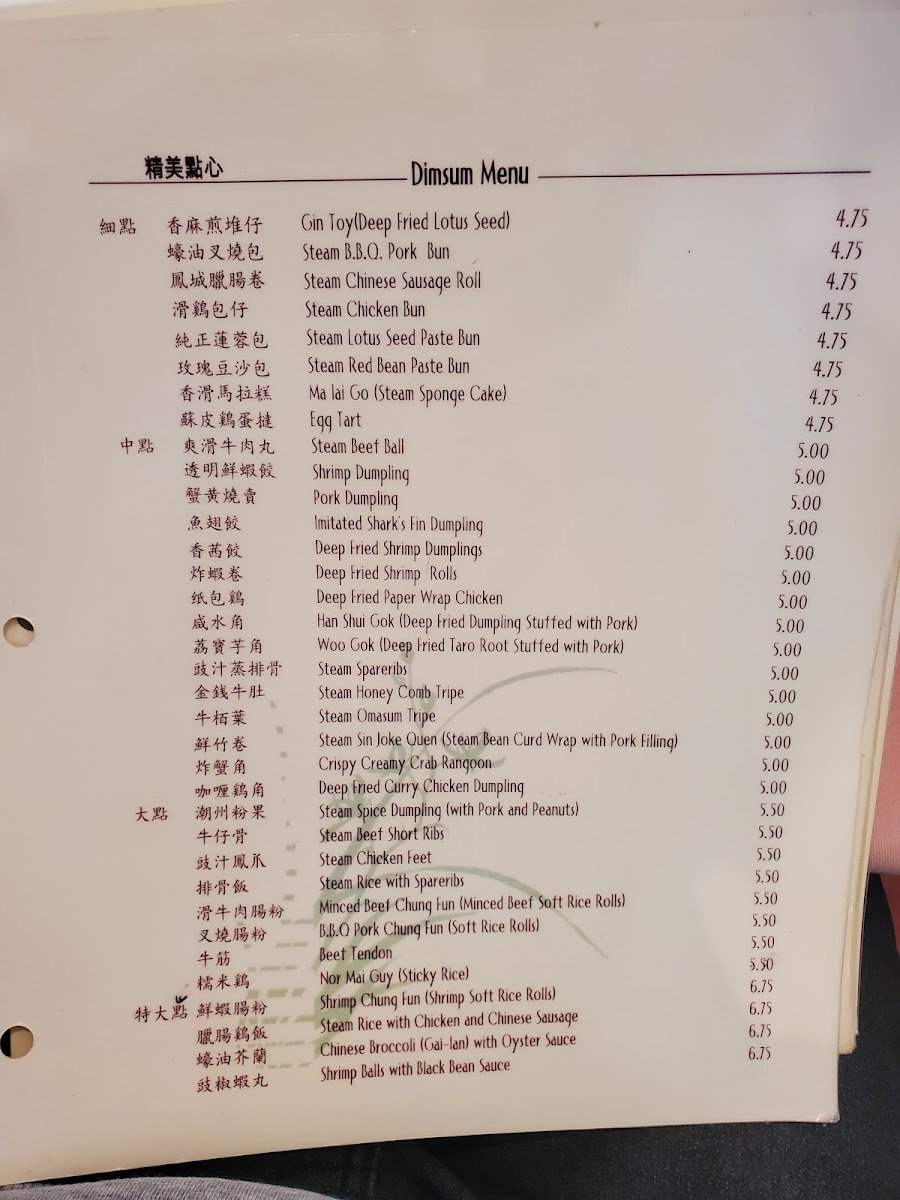 精美點心 Dimsum Menu
細點 香麻煎堆仔 Gin Toy(Deep Fried Lotus Seed) 4.75
蠔油叉燒包 Steam B.B.Q. Pork Bun 4.75
鳳城臘腸卷 Steam Chinese Sausage Roll 4.75
滑鷄包仔 Steam Chicken Bun 4.75
純正蓮蓉包 Steam Lotus Seed Paste Bun 4.75
玫瑰豆沙包 Steam Red Bean Paste Bun 4.75
香滑馬拉糕 Ma lai Go (Steam Sponge Cake) 4.75
蘇皮鷄蛋撻 Egg Tart 4.75
中點 爽滑牛肉丸 Steam Beef Ball 5.00
透明鮮蝦餃 Shrimp Dumpling 5.00
蟹黄燒賣 Pork Dumpling 5.00
魚翅餃 Imitated Shark's Fin Dumpling 5.00
香茜餃 Deep Fried Shrimp Dumplings 5.00
炸蝦卷 Deep Fried Shrimp Rolls 5.00
纸包鷄 Deep Fried Paper Wrap Chicken 5.00
咸水角 Han Shui Gok (Deep Fried Dumpling Stuffed with Pork) 5.00
荔寶芋角 Woo Gok (Deep Fried Taro Root Stuffed with Pork) 5.00
豉汁蒸排骨 Steam Spareribs 5.00
金錢牛肚 Steam Honey Comb Tripe 5.00
牛栢葉 Steam Omasum Tripe 5.00
鮮竹卷 Steam Sin Joke Quen (Steam Bean Curd Wrap with Pork Filling) 5.00
炸蟹角 Crispy Creamy Crab Rangoon 5.00
咖喱鷄角 Deep Fried Curry Chicken Dumpling 5.00
大點 潮州粉果 Steam Spice Dumpling (with Pork and Peanuts) 5.50
牛仔骨 Steam Beef Short Ribs 5.50
豉汁鳳爪 Steam Chicken Feet 5.50
排骨飯 Steam Rice with Spareribs 5.50
滑牛肉腸粉 Minced Beef Chung Fun (Minced Beef Soft Rice Rolls) 5.50
叉燒腸粉 B.B.Q Pork Chung Fun (Soft Rice Rolls) 5.50
牛筋 Beef Tendon 5.50
糯米鷄 Nor Mai Guy (Sticky Rice) 5.50
特大點 鮮蝦腸粉 Shrimp Chung Fun (Shrimp Soft Rice Rolls) 6.75
臘腸鷄飯 Steam Rice with Chicken and Chinese Sausage 6.75
蠔油芥蘭 Chinese Broccoli (Gai-lan) with Oyster Sauce 6.75
豉椒蝦丸 Shrimp Balls with Black Bean Sauce 6.75